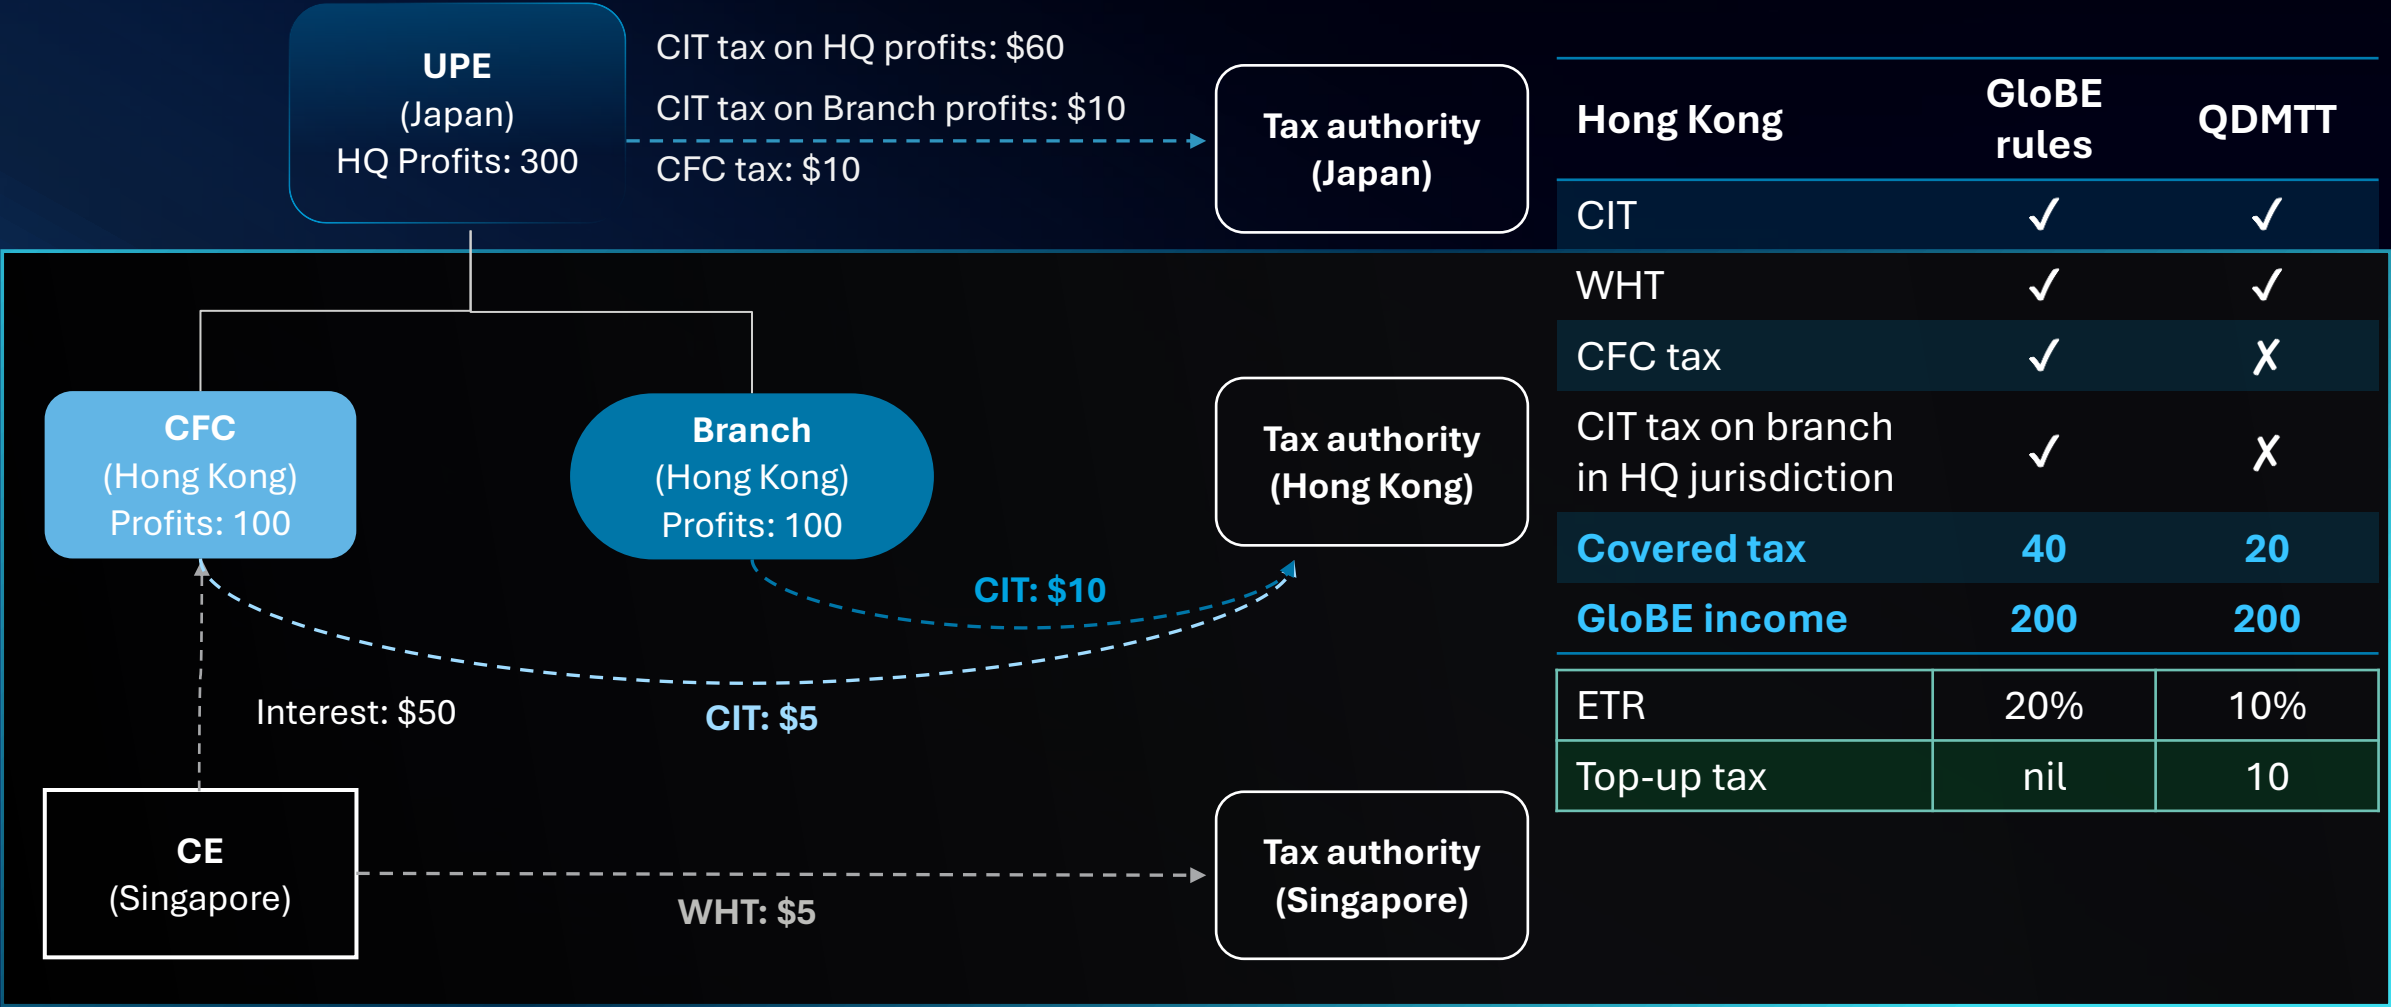 UPE
(Japan)
HQ Profits: 300
CIT tax on HQ profits: $60
CIT tax on Branch profits: $10
CFC tax: $10
Tax authority
(Japan)
CFC
(Hong Kong)
Profits: 100
Branch
(Hong Kong)
Profits: 100
Tax authority
(Hong Kong)
CIT: $10
CIT: $5
Interest: $50
CE
(Singapore)
WHT: $5
Tax authority
(Singapore)
Hong Kong GloBE rules QDMTT
CIT ✓ ✓
WHT ✓ ✓
CFC tax ✓ ✗
CIT tax on branch
in HQ jurisdiction ✓ ✗
Covered tax 40 20
GloBE income 200 200
ETR 20% 10%
Top-up tax nil 10